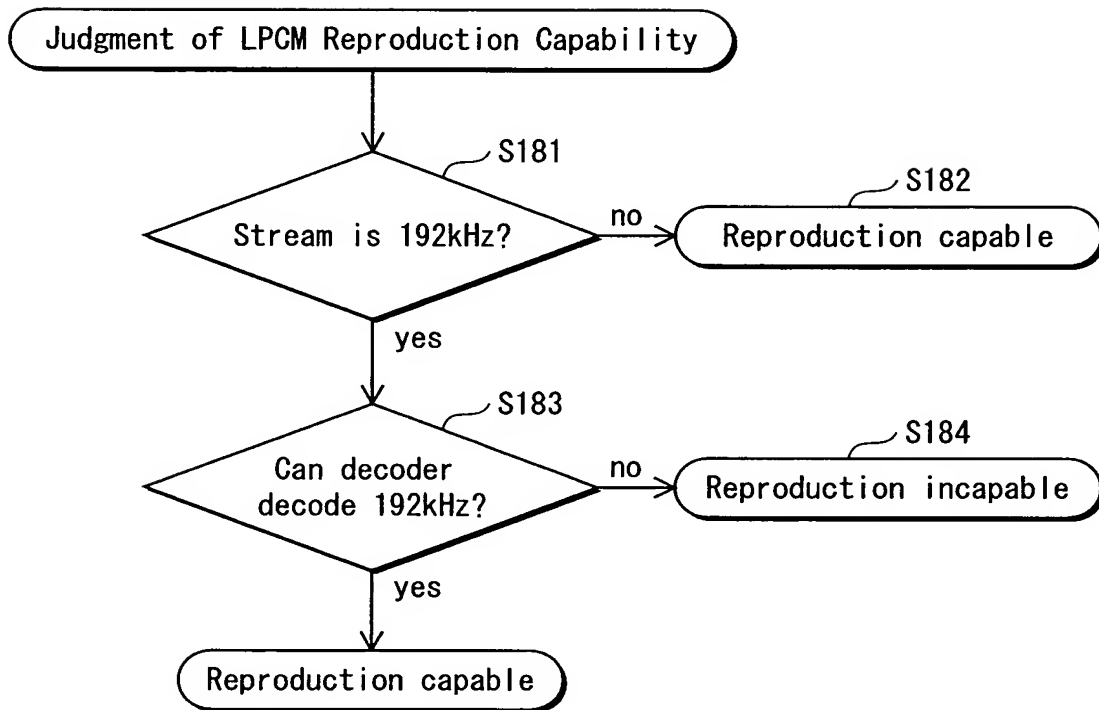 Judgment of LPCM Reproduction Capability
S181
Stream is 192kHz?
no
S182
Reproduction capable
yes
S183
Can decoder
decode 192kHz?
no
S184
Reproduction incapable
yes
Reproduction capable